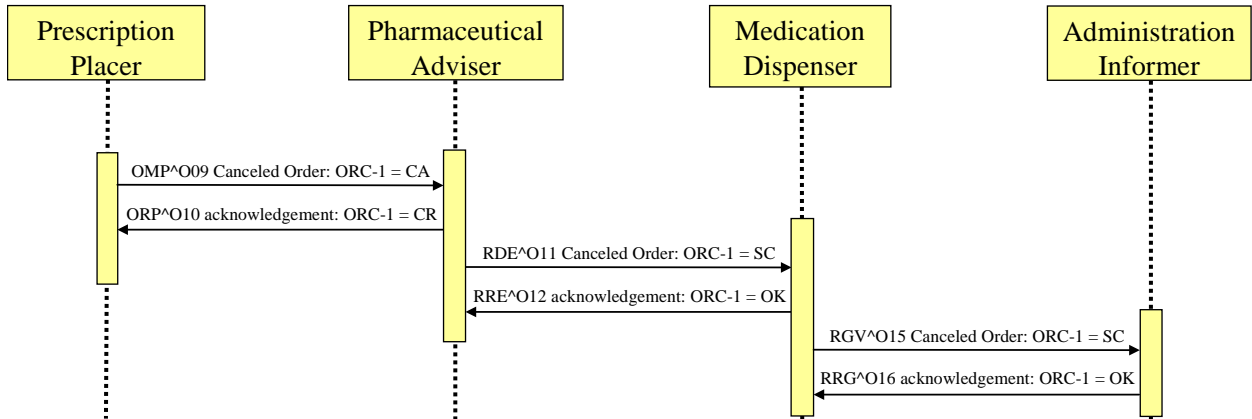 Prescription
Placer
Pharmaceutical
Adviser
Medication
Dispenser
Administration
Informer
OMP^O09 Canceled Order: ORC-1 = CA
ORP^O10 acknowledgement: ORC-1 = CR
RDE^O11 Canceled Order: ORC-1 = SC
RRE^O12 acknowledgement: ORC-1 = OK
RGV^O15 Canceled Order: ORC-1 = SC
RRG^O16 acknowledgement: ORC-1 = OK